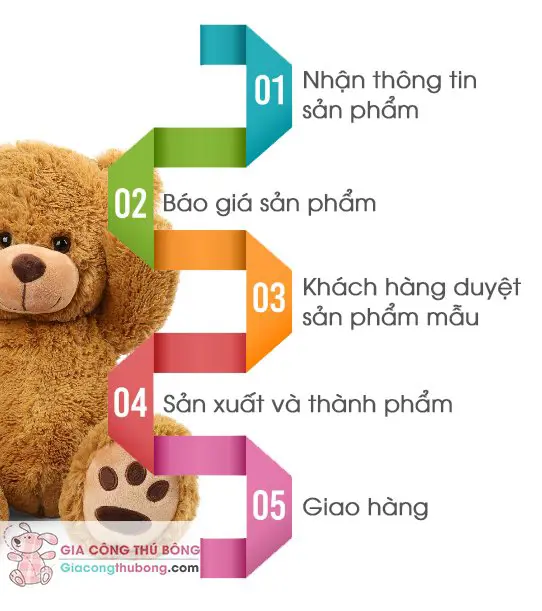 01
Nhận thông tin
sản phẩm
02
Báo giá sản phẩm
03
Khách hàng duyệt
sản phẩm mẫu
04
Sản xuất và thành phẩm
05
Giao hàng
GIA CÔNG THÚ BÔNG
Giacongthubong.com